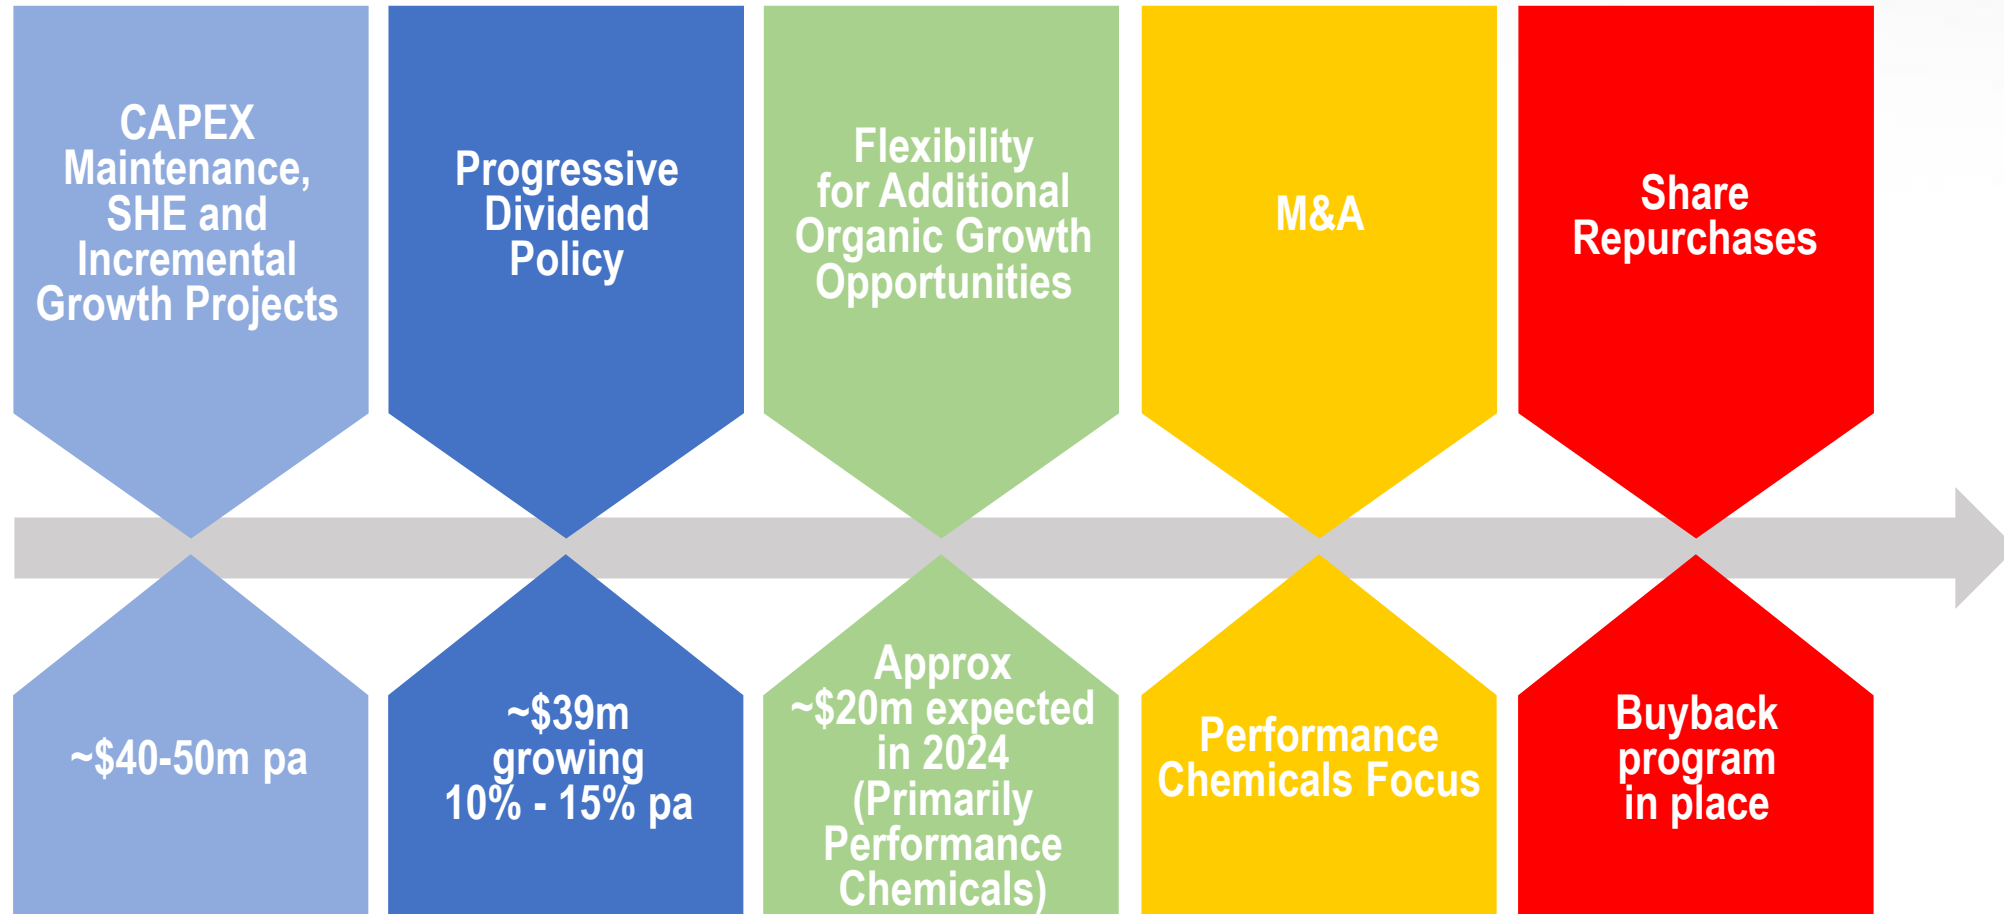 CAPEX
Maintenance,
SHE and
Incremental
Growth Projects
Progressive
Dividend
Policy
Flexibility
for Additional
Organic Growth
Opportunities
M&A
Share
Repurchases
~$40-50m pa
~$39m
growing
10% - 15% pa
Approx
~$20m expected
in 2024
(Primarily
Performance
Chemicals)
Performance
Chemicals Focus
Buyback
program
in place